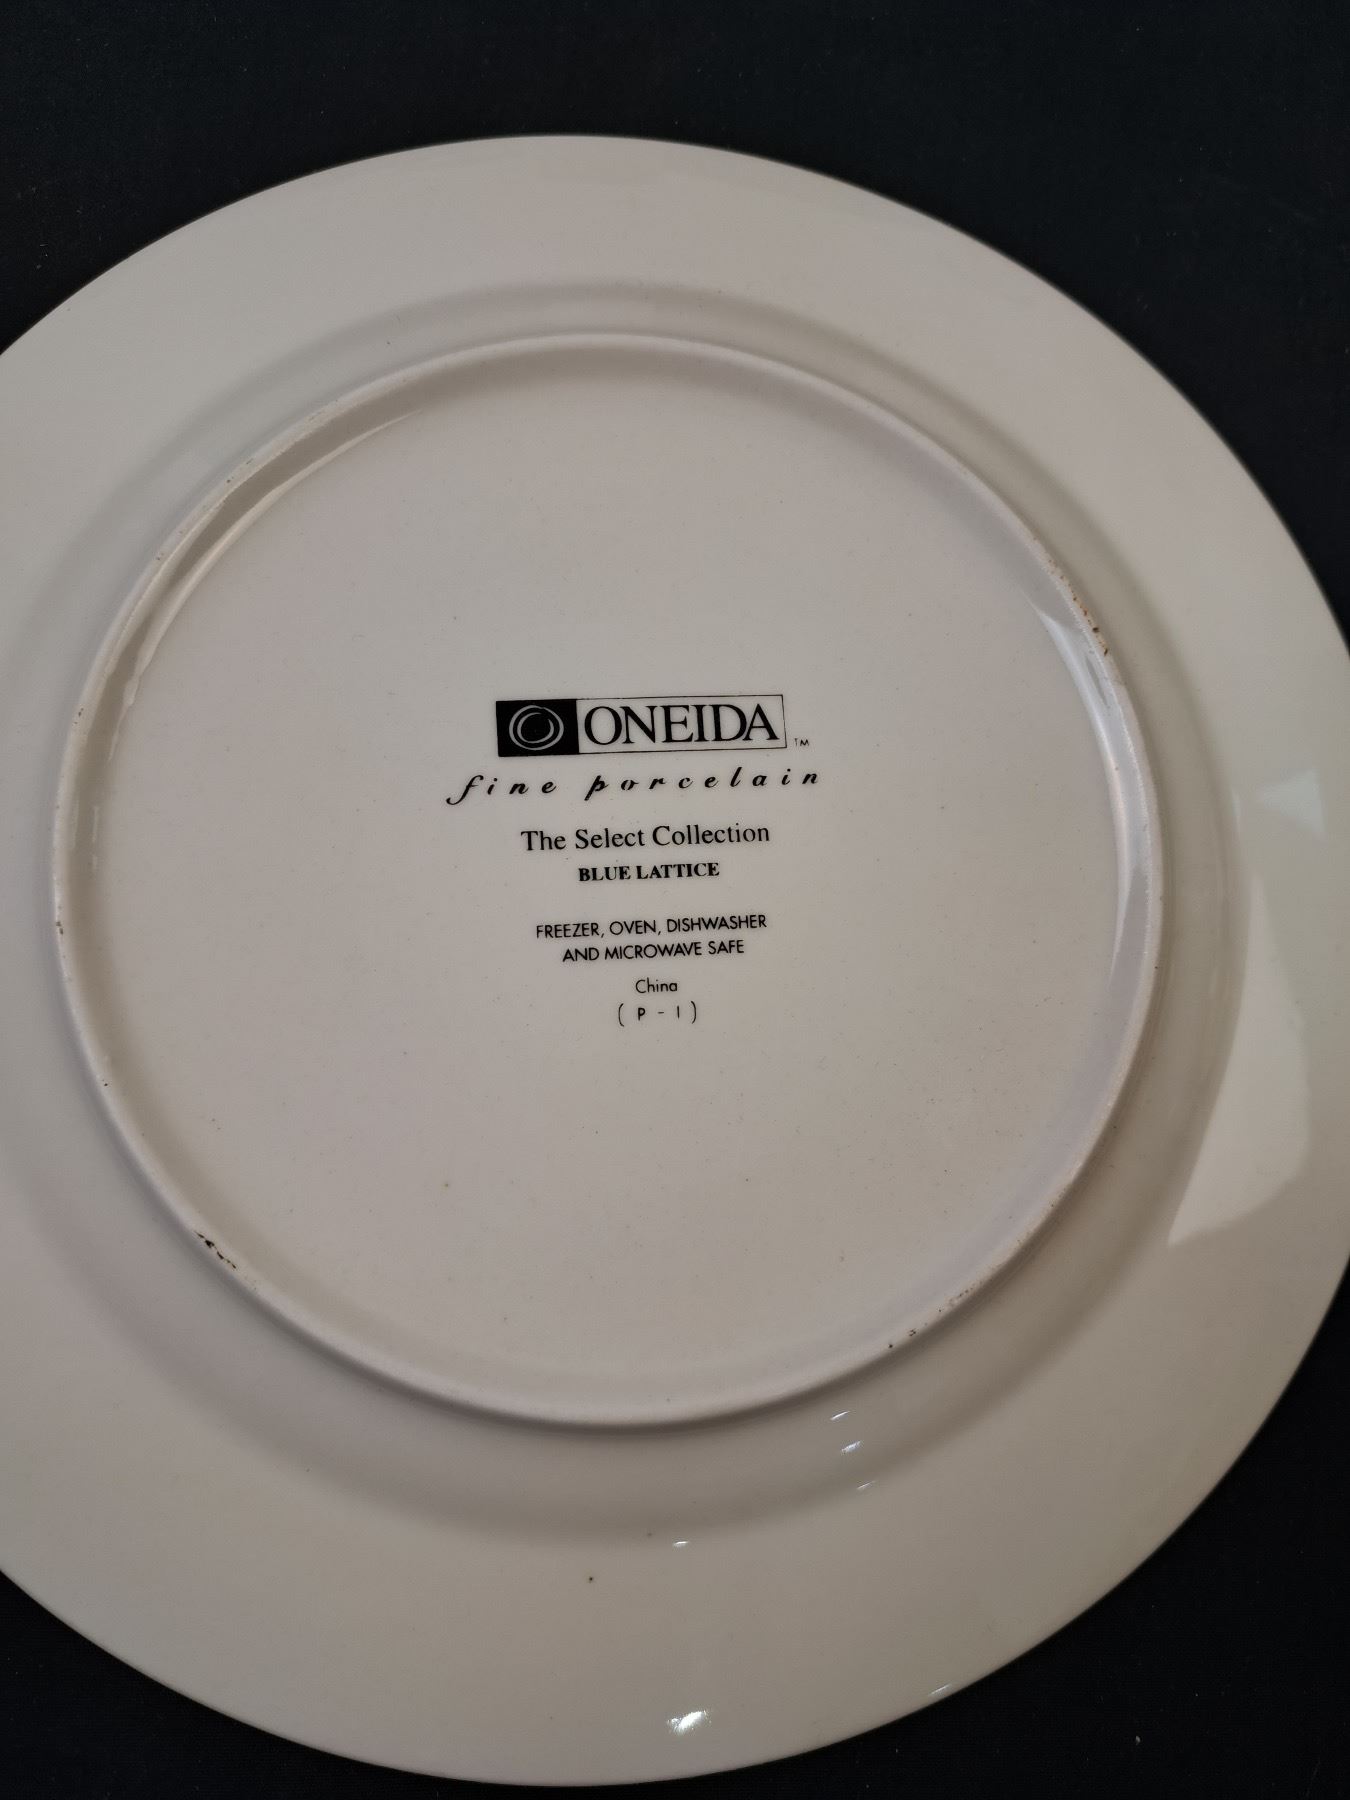 ONEIDA ™
fine porcelain
The Select Collection
BLUE LATTICE
FREEZER, OVEN, DISHWASHER
AND MICROWAVE SAFE
China
( P - 1 )